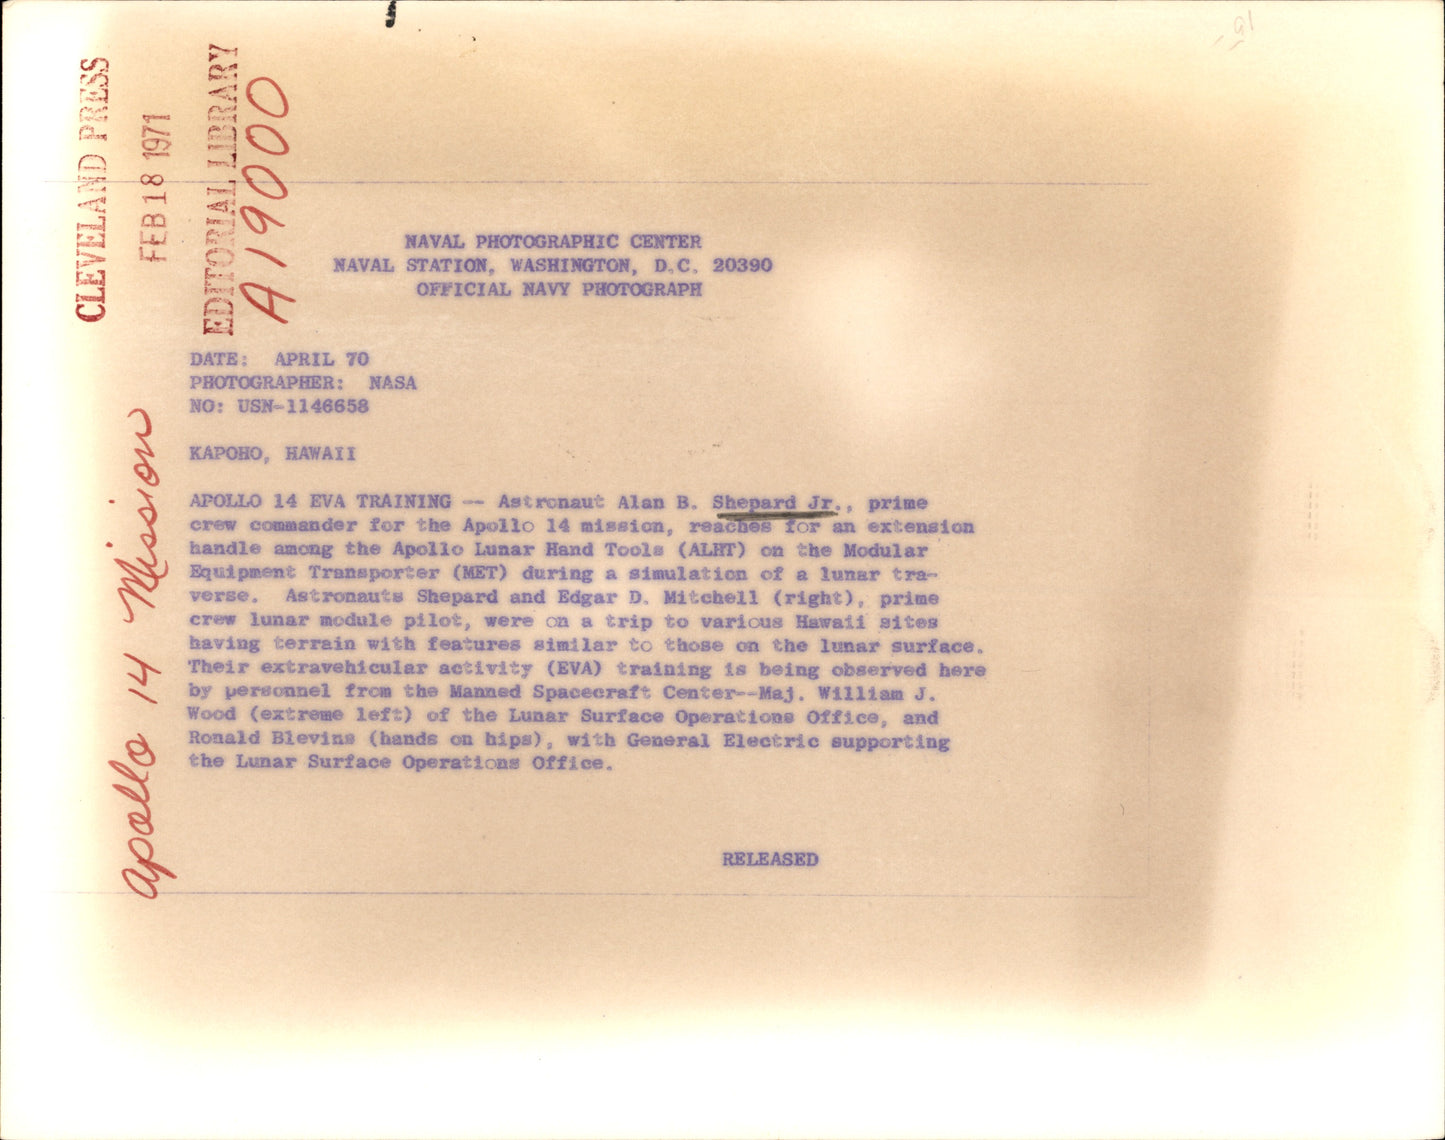 CLEVELAND PRESS
FEB 18 1971
EDITORIAL LIBRARY
A19000
Apollo 14 Mission
NAVAL PHOTOGRAPHIC CENTER
NAVAL STATION, WASHINGTON, D.C. 20390
OFFICIAL NAVY PHOTOGRAPH
DATE: APRIL 70
PHOTOGRAPHER: NASA
NO: USN-1146658
KAPOHO, HAWAII
APOLLO 14 EVA TRAINING -- Astronaut Alan B. Shepard Jr., prime
crew commander for the Apollo 14 mission, reaches for an extension
handle among the Apollo Lunar Hand Tools (ALHT) on the Modular
Equipment Transporter (MET) during a simulation of a lunar tra-
verse. Astronauts Shepard and Edgar D. Mitchell (right), prime
crew lunar module pilot, were on a trip to various Hawaii sites
having terrain with features similar to those on the lunar surface.
Their extravehicular activity (EVA) training is being observed here
by personnel from the Manned Spacecraft Center--Maj. William J.
Wood (extreme left) of the Lunar Surface Operations Office, and
Ronald Blevins (hands on hips), with General Electric supporting
the Lunar Surface Operations Office.
RELEASED